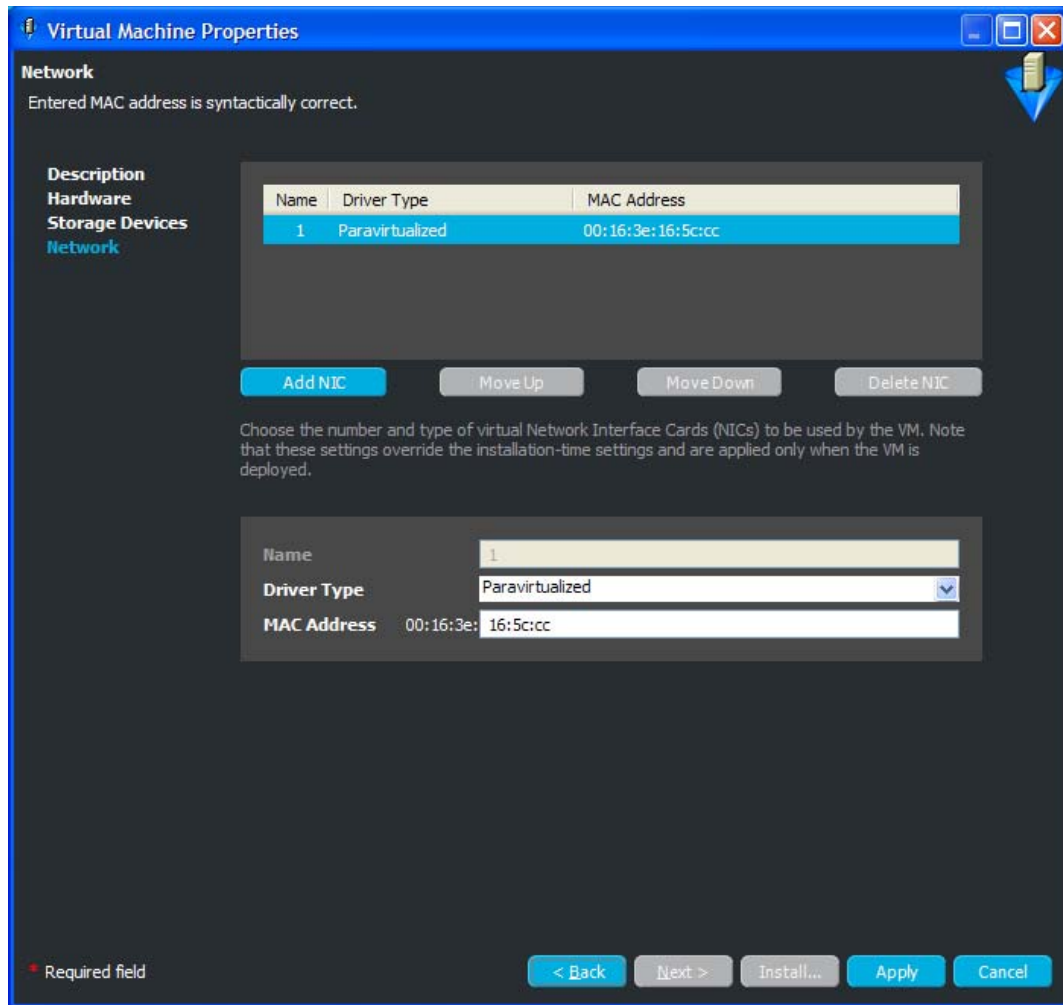 Virtual Machine Properties
Network
Entered MAC address is syntactically correct.
Description
Hardware
Storage Devices
Network
Name Driver Type MAC Address
1 Paravirtualized 00:16:3e:16:5c:cc
Add NIC Move Up Move Down Delete NIC
Choose the number and type of virtual Network Interface Cards (NICs) to be used by the VM. Note
that these settings override the installation-time settings and are applied only when the VM is
deployed.
Name 1
Driver Type Paravirtualized
MAC Address 00:16:3e: 16:5c:cc
* Required field < Back Next > Install... Apply Cancel